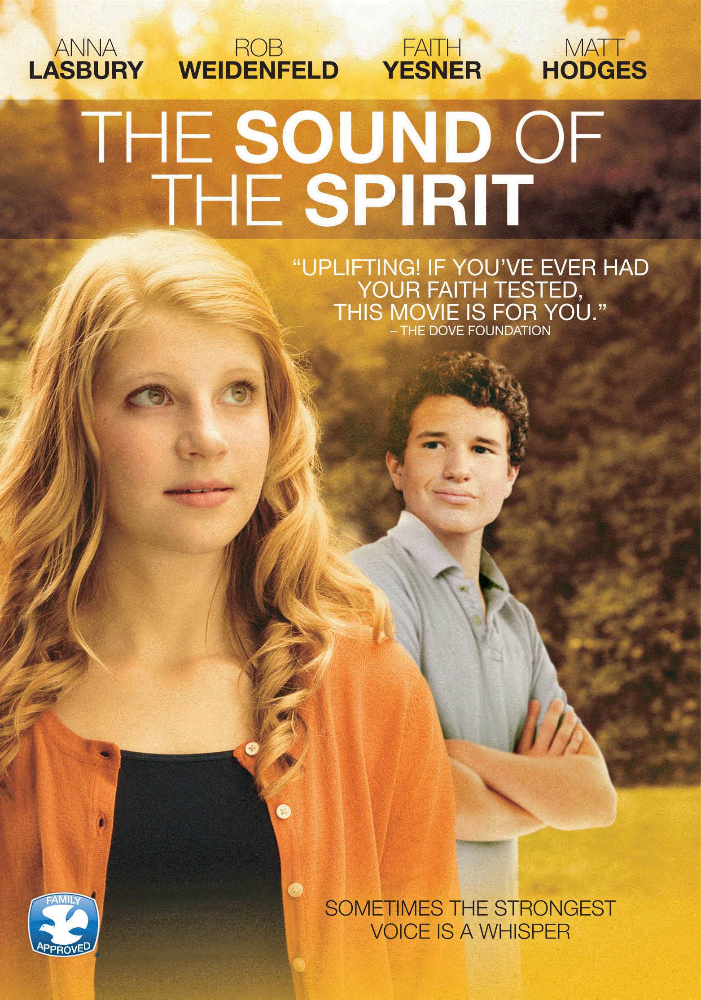 ANNA ROB FAITH MATT
LASBURY WEIDENFELD YESNER HODGES
THE SOUND OF
THE SPIRIT
“UPLIFTING! IF YOU’VE EVER HAD
YOUR FAITH TESTED,
THIS MOVIE IS FOR YOU.”
– THE DOVE FOUNDATION
SOMETIMES THE STRONGEST
VOICE IS A WHISPER
FAMILY
APPROVED
®